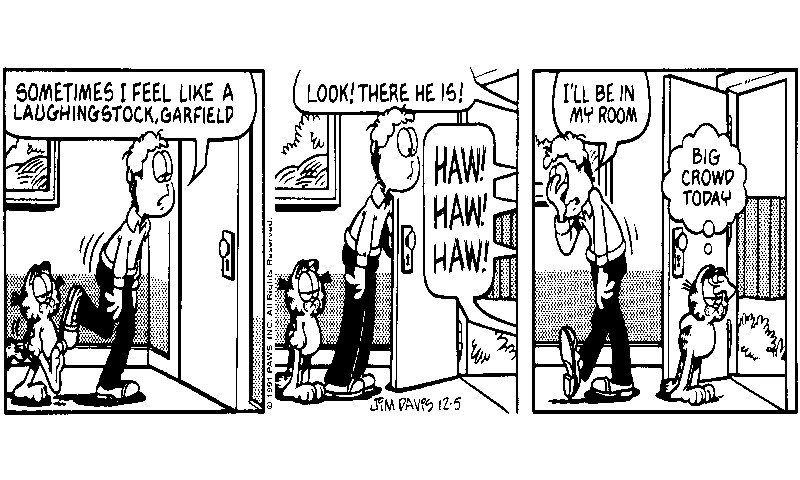 SOMETIMES I FEEL LIKE A
LAUGHINGSTOCK, GARFIELD
LOOK! THERE HE IS!
HAW!
HAW!
HAW!
© 1991 PAWS, INC. All Rights Reserved.
JIM DAVIS 12-5
I'LL BE IN
MY ROOM
BIG
CROWD
TODAY